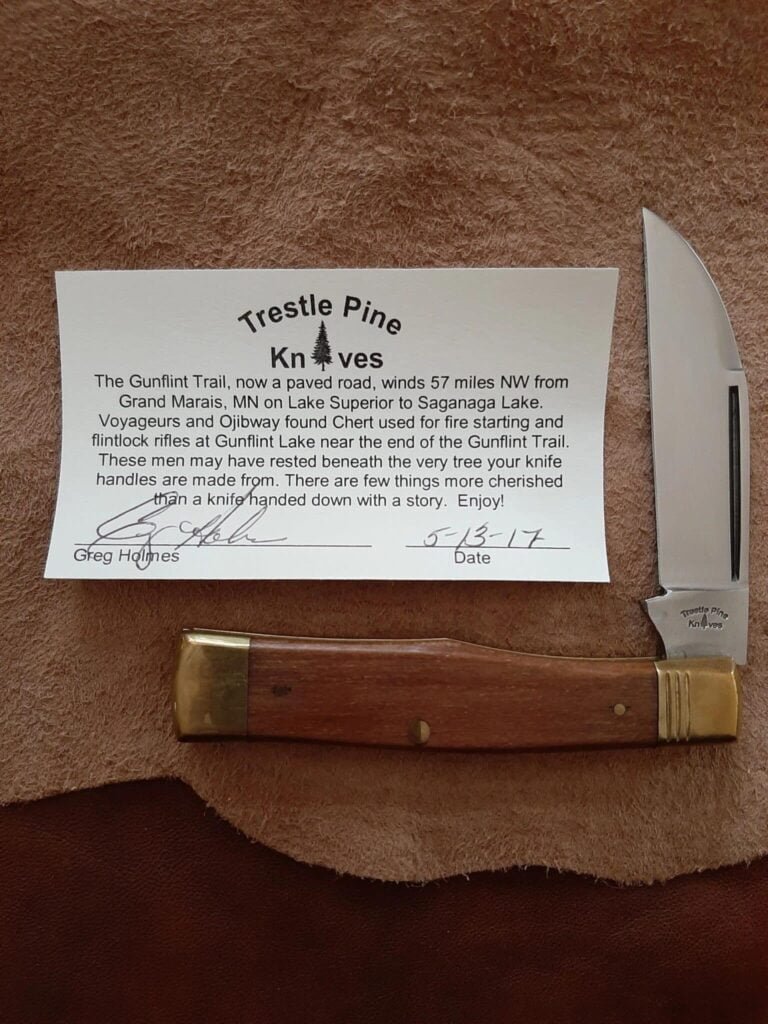 Trestle Pine
Knives
The Gunflint Trail, now a paved road, winds 57 miles NW from
Grand Marais, MN on Lake Superior to Saganaga Lake.
Voyageurs and Ojibway found Chert used for fire starting and
flintlock rifles at Gunflint Lake near the end of the Gunflint Trail.
These men may have rested beneath the very tree your knife
handles are made from. There are few things more cherished
than a knife handed down with a story. Enjoy!
5-13-17
Greg Holmes Date
Trestle Pine
Knives